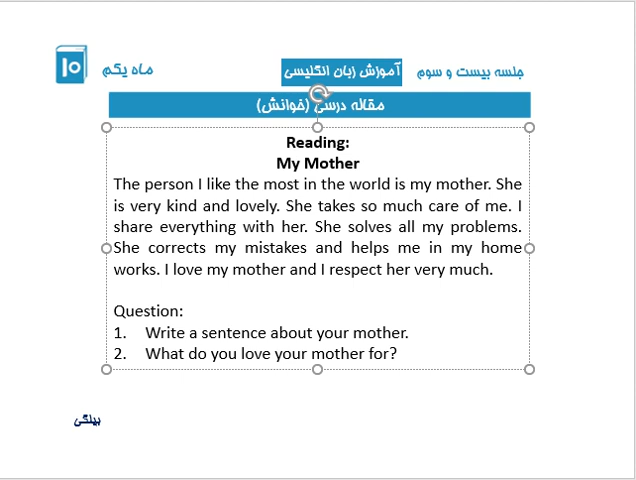 جلسه بیست و سوم
آموزش زبان انگلیسی
ماه یکم
۱۰
مقاله درسی (خوانش)
Reading:
My Mother
The person I like the most in the world is my mother. She
is very kind and lovely. She takes so much care of me. I
share everything with her. She solves all my problems.
She corrects my mistakes and helps me in my home
works. I love my mother and I respect her very much.
Question:
1. Write a sentence about your mother.
2. What do you love your mother for?
بیلگی